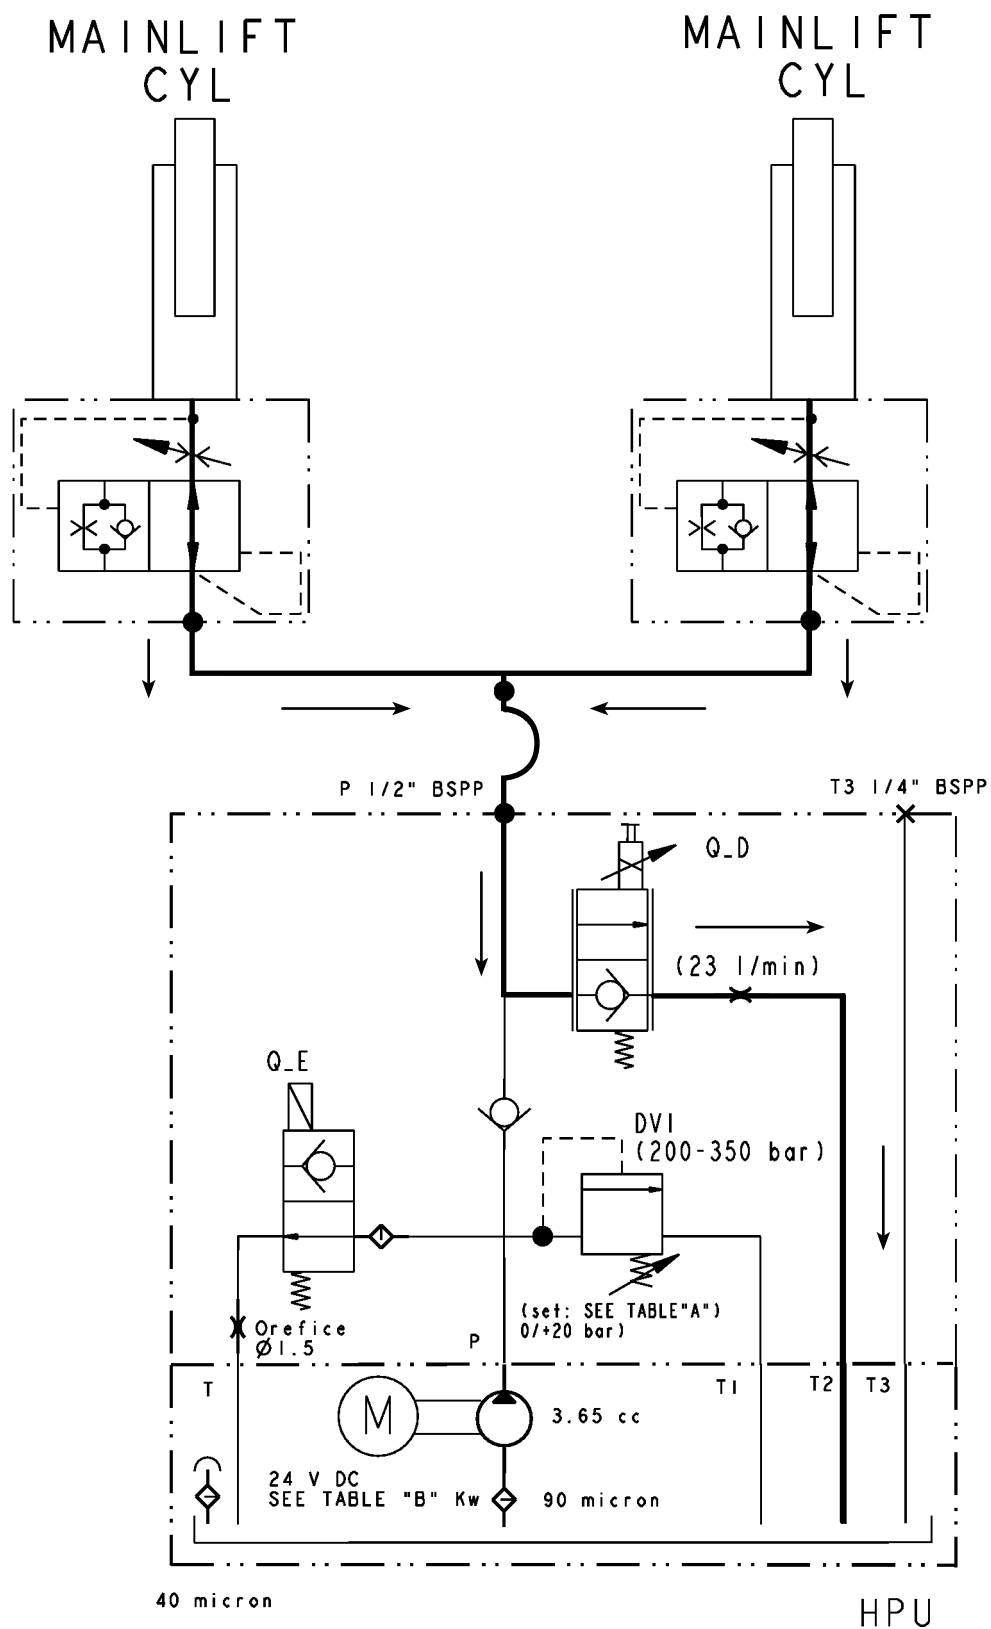 MAINLIFT
CYL
MAINLIFT
CYL
P 1/2" BSPP
T3 1/4" BSPP
Q_D
(23 l/min)
Q_E
DV1
(200-350 bar)
(set: SEE TABLE"A")
0/+20 bar)
Orefice
Ø1.5
P
T
T1
T2
T3
M
3.65 cc
24 V DC
SEE TABLE "B" Kw
90 micron
40 micron
HPU